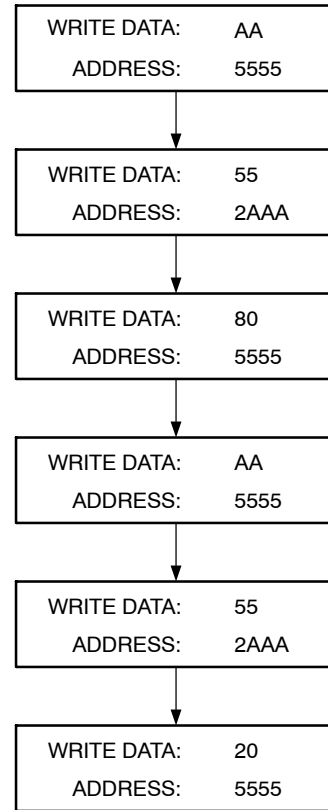 WRITE DATA: AA
ADDRESS: 5555
WRITE DATA: 55
ADDRESS: 2AAA
WRITE DATA: 80
ADDRESS: 5555
WRITE DATA: AA
ADDRESS: 5555
WRITE DATA: 55
ADDRESS: 2AAA
WRITE DATA: 20
ADDRESS: 5555